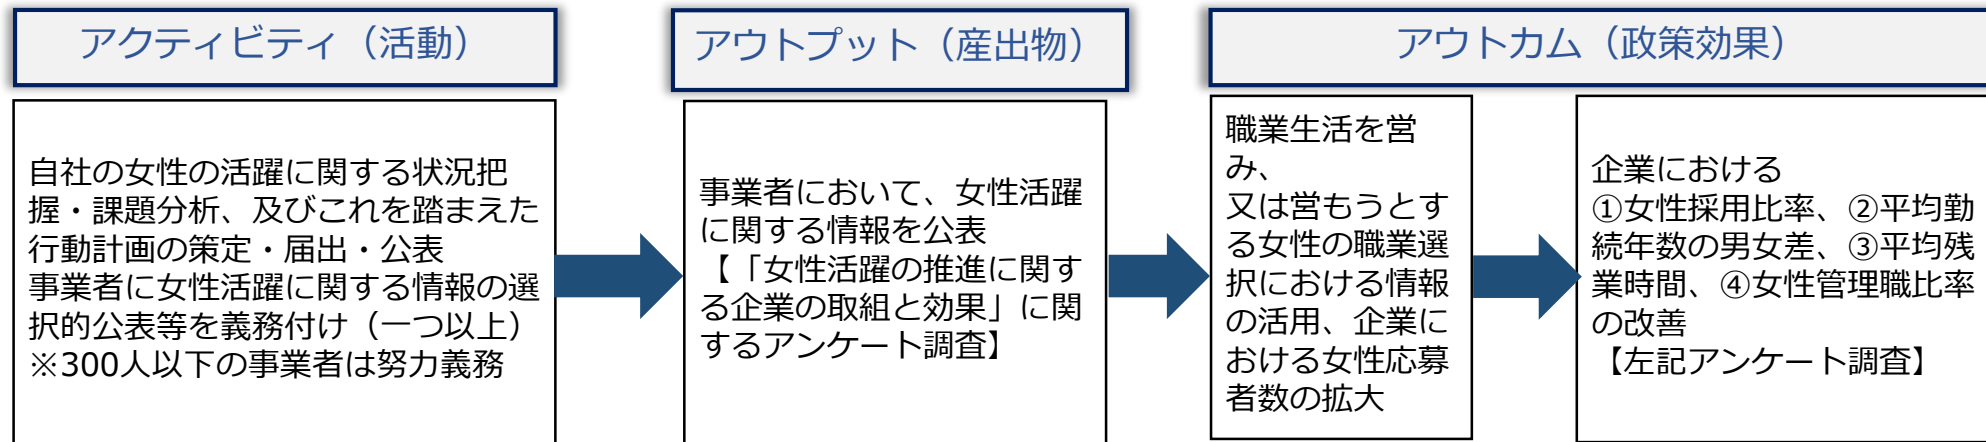 アクティビティ（活動）
自社の女性の活躍に関する状況把
握・課題分析、及びこれを踏まえた
行動計画の策定・届出・公表
事業者に女性活躍に関する情報の選
択的公表等を義務付け（一つ以上）
※300人以下の事業者は努力義務
アウトプット（産出物）
事業者において、女性活躍
に関する情報を公表
【「女性活躍の推進に関す
る企業の取組と効果」に関
するアンケート調査】
アウトカム（政策効果）
職業生活を営
み、
又は営もうとす
る女性の職業選
択における情報
の活用、企業に
おける女性応募
者数の拡大
企業における
①女性採用比率、②平均勤
続年数の男女差、③平均残
業時間、④女性管理職比率
の改善
【左記アンケート調査】